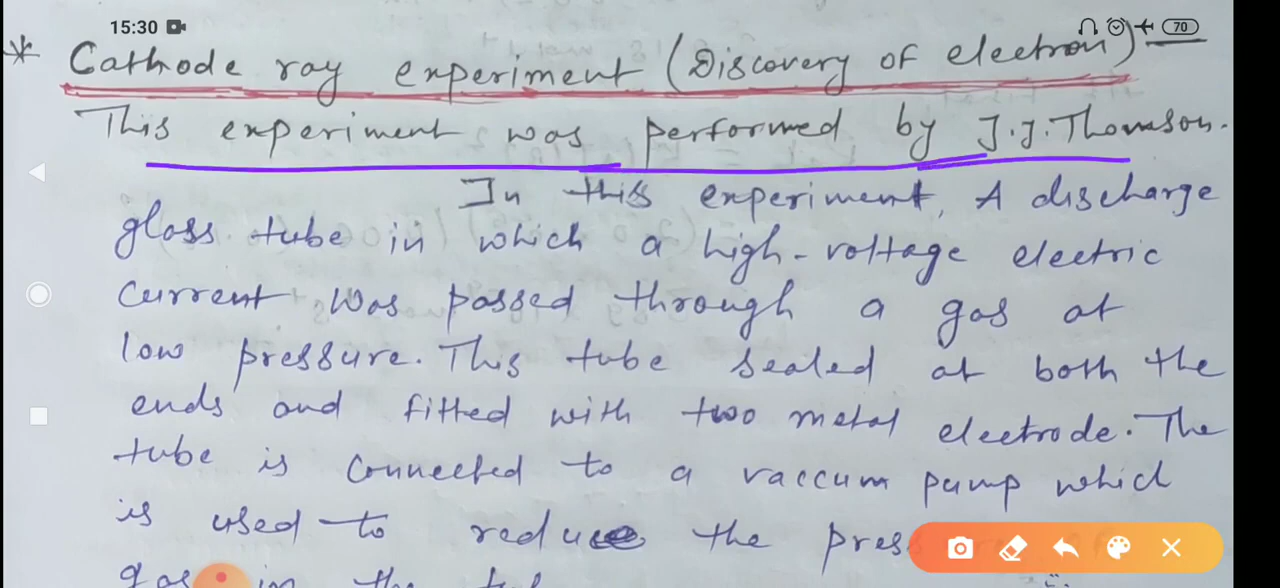 15:30
70
* Cathode ray experiment (Discovery of electron)
This experiment was performed by J.J. Thomson.
In this experiment, A discharge
glass tube in which a high-voltage electric
current was passed through a gas at
low pressure. This tube sealed at both the
ends and fitted with two metal electrode. The
tube is connected to a vaccum pump which
is used to reduce the
gas in the